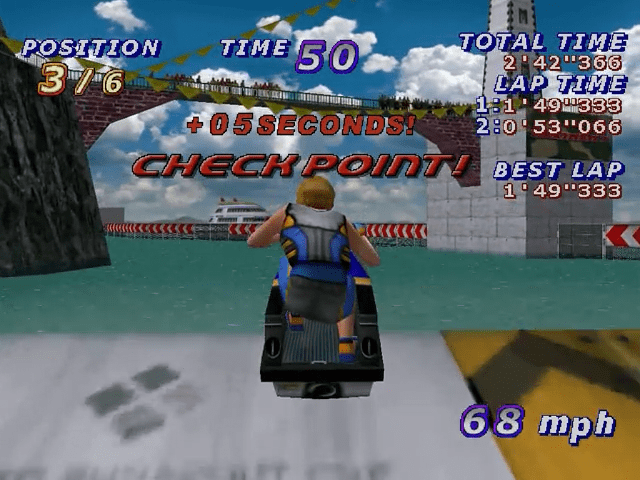 POSITION
3/6
TIME 50
TOTAL TIME
2'42"366
LAP TIME
1:1'49"333
2:0'53"066
BEST LAP
1'49"333
+05SECONDS!
CHECK POINT!
68 mph